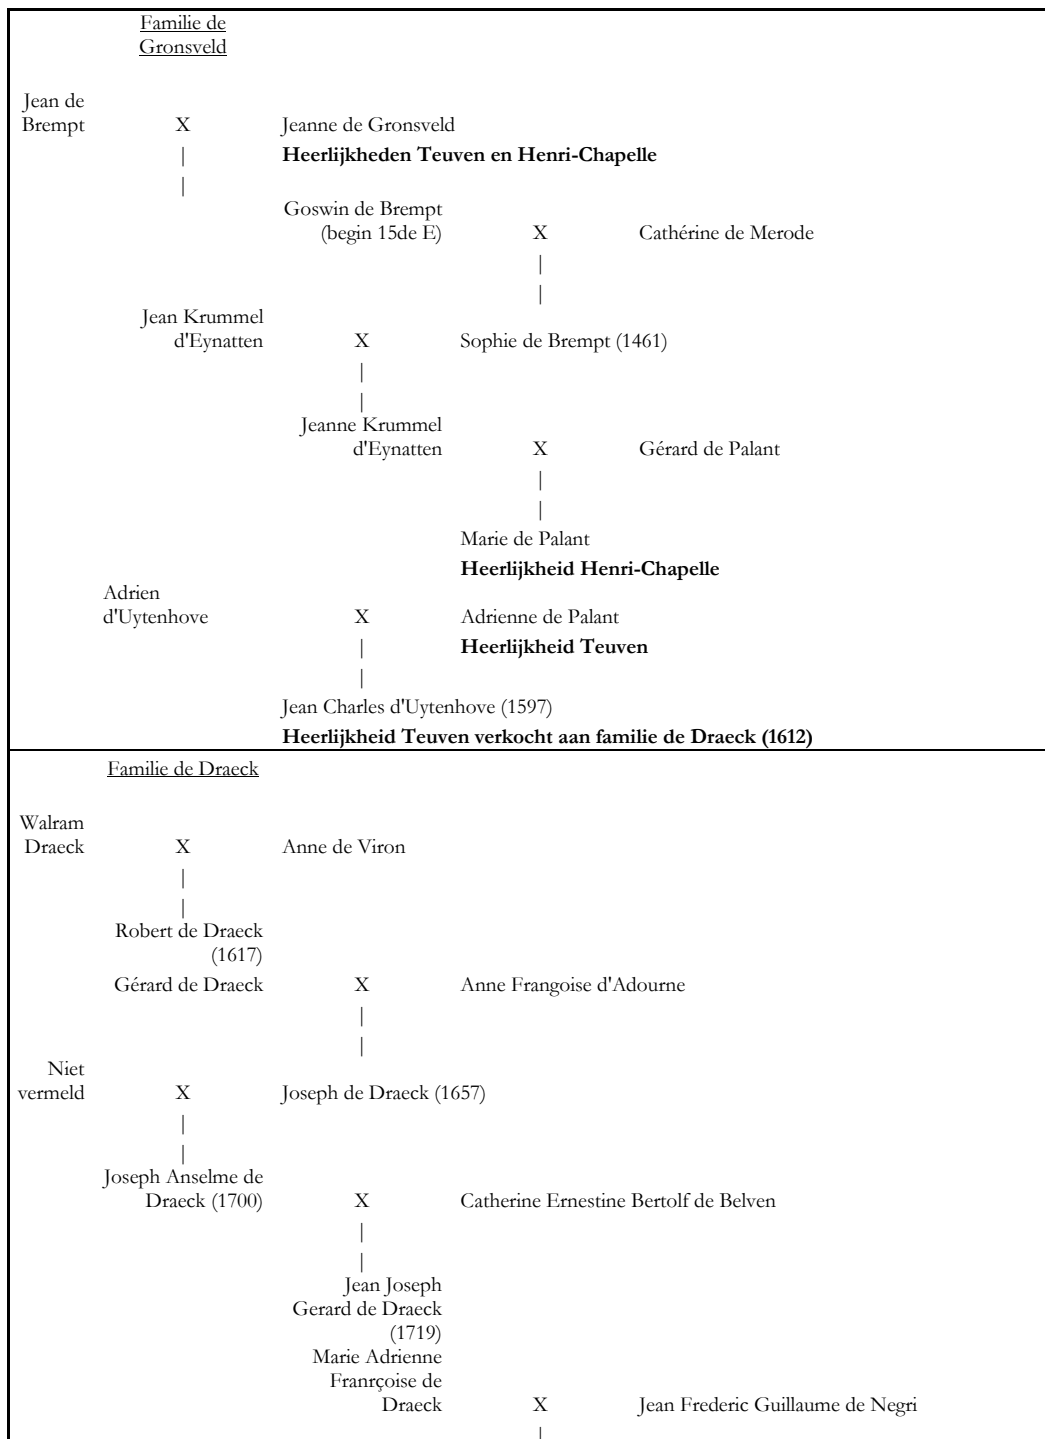 Familie de
Gronsveld
Jean de
Brempt X Jeanne de Gronsveld
| Heerlijkheden Teuven en Henri-Chapelle
|
Goswin de Brempt
(begin 15de E) X Cathérine de Merode
|
|
Jean Krummel
d'Eynatten X Sophie de Brempt (1461)
|
|
Jeanne Krummel
d'Eynatten X Gérard de Palant
|
|
Marie de Palant
Heerlijkheid Henri-Chapelle
Adrien
d'Uytenhove X Adrienne de Palant
| Heerlijkheid Teuven
|
Jean Charles d'Uytenhove (1597)
Heerlijkheid Teuven verkocht aan familie de Draeck (1612)
Familie de Draeck
Walram
Draeck X Anne de Viron
|
|
Robert de Draeck
(1617)
Gérard de Draeck X Anne Frangoise d'Adourne
|
|
Niet
vermeld X Joseph de Draeck (1657)
|
|
Joseph Anselme de
Draeck (1700) X Catherine Ernestine Bertolf de Belven
|
|
Jean Joseph
Gerard de Draeck
(1719)
Marie Adrienne
Franrçoise de
Draeck X Jean Frederic Guillaume de Negri
|